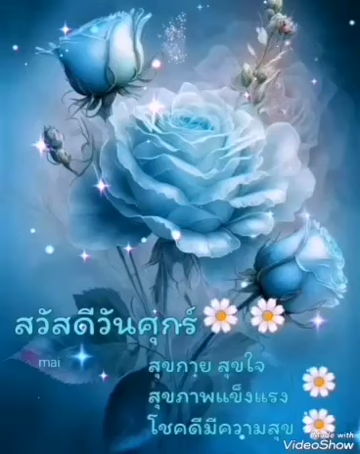 สวัสดีวันศุกร์
mai
สุขกาย สุขใจ
สุขภาพแข็งแรง
โชคดีมีความสุข
Made with
VideoShow